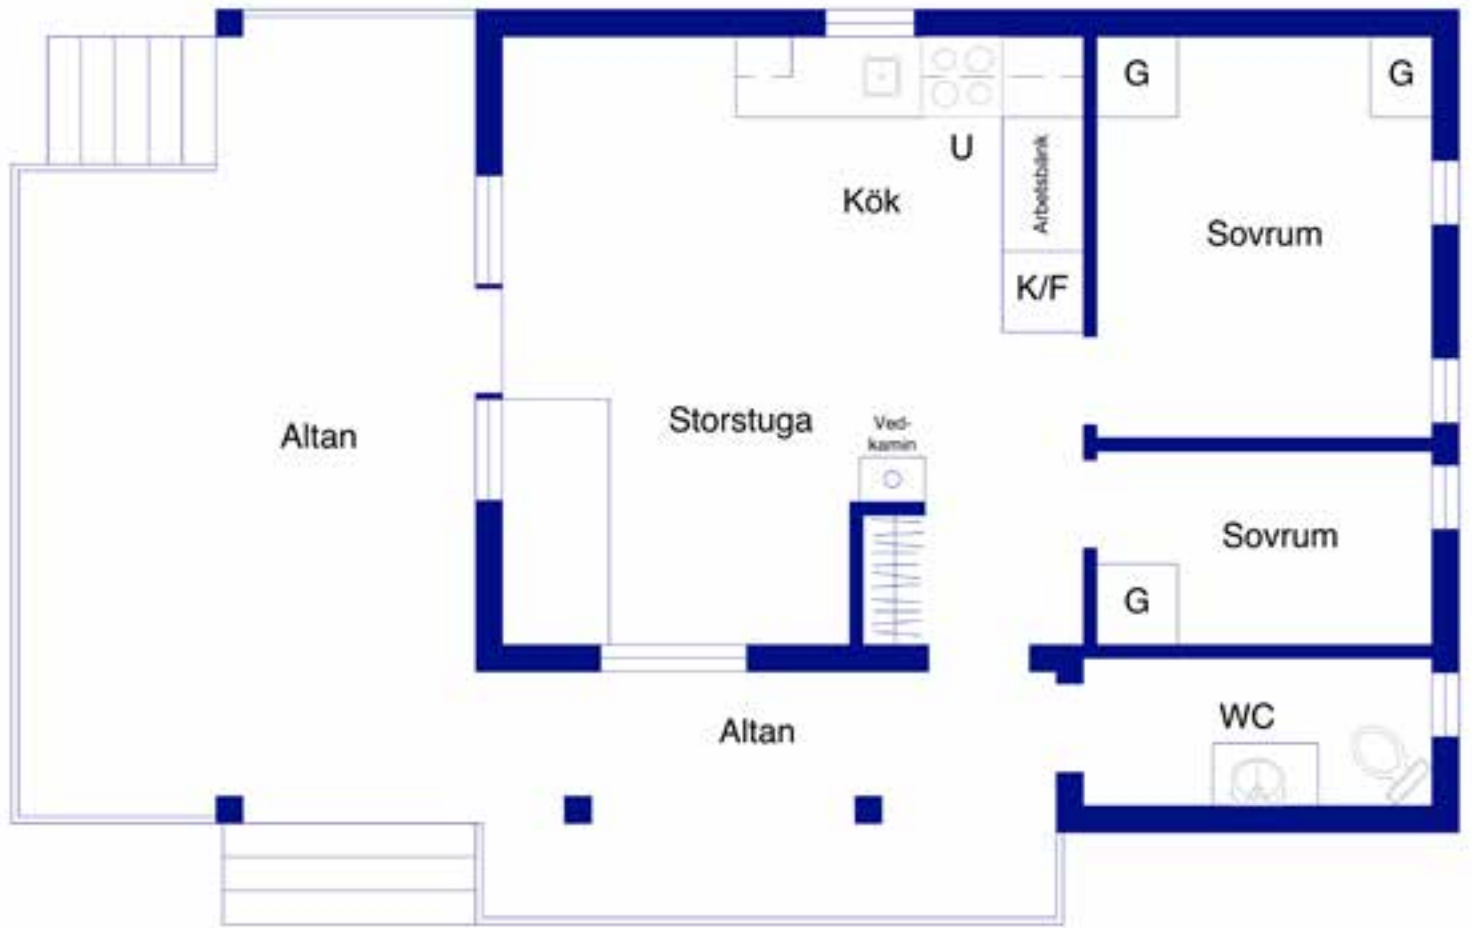 G
G
U
Arbetsbänk
Kök
Sovrum
K/F
Storstuga
Ved-
kamin
Altan
Sovrum
G
WC
Altan